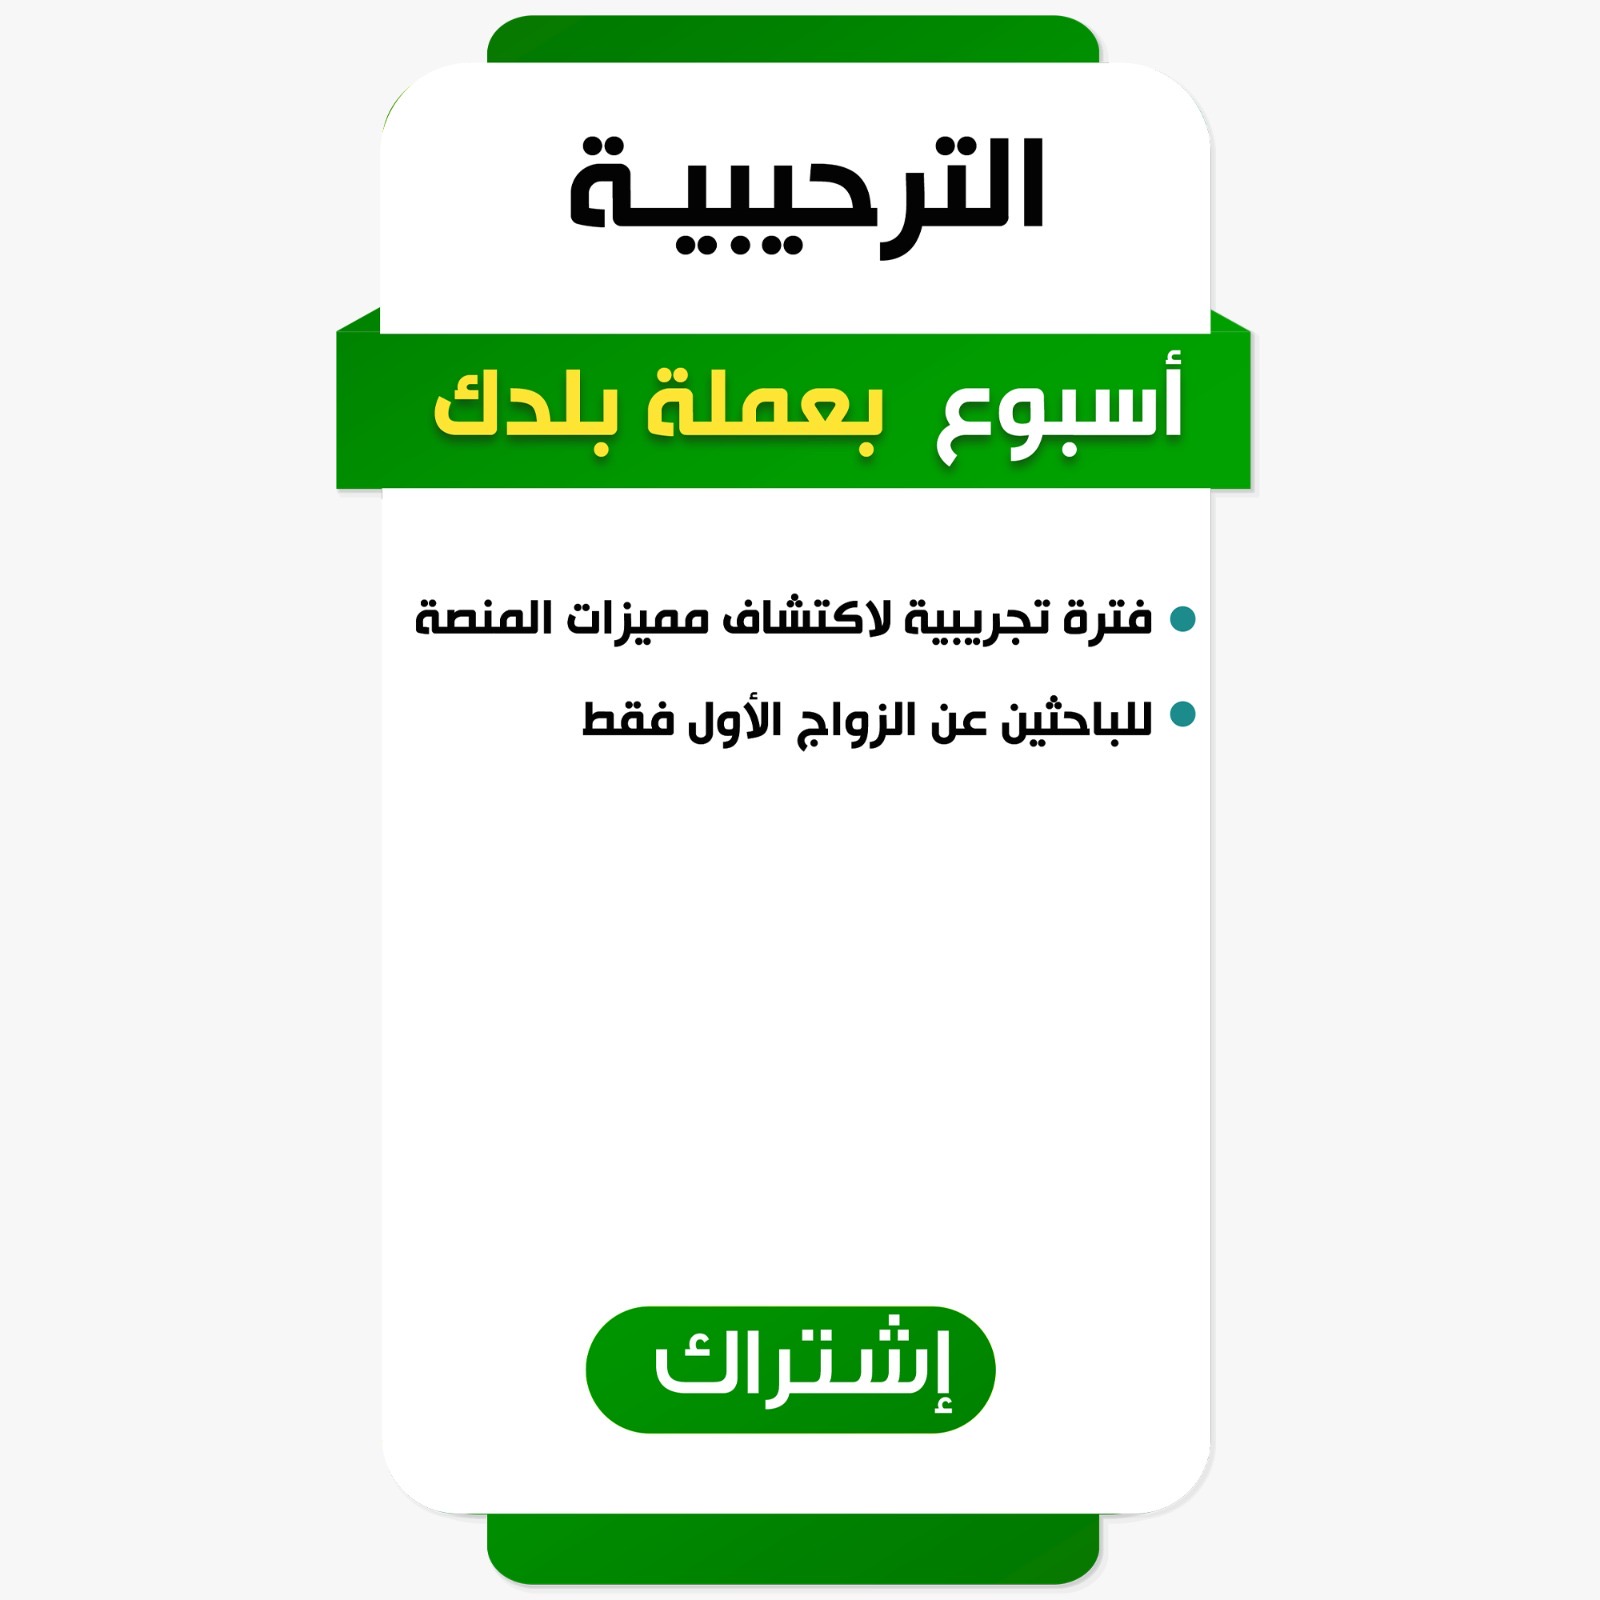 الترحيبية
أسبوع بعملة بلدك
فترة تجريبية لاكتشاف مميزات المنصة
للباحثين عن الزواج الأول فقط
إشتراك